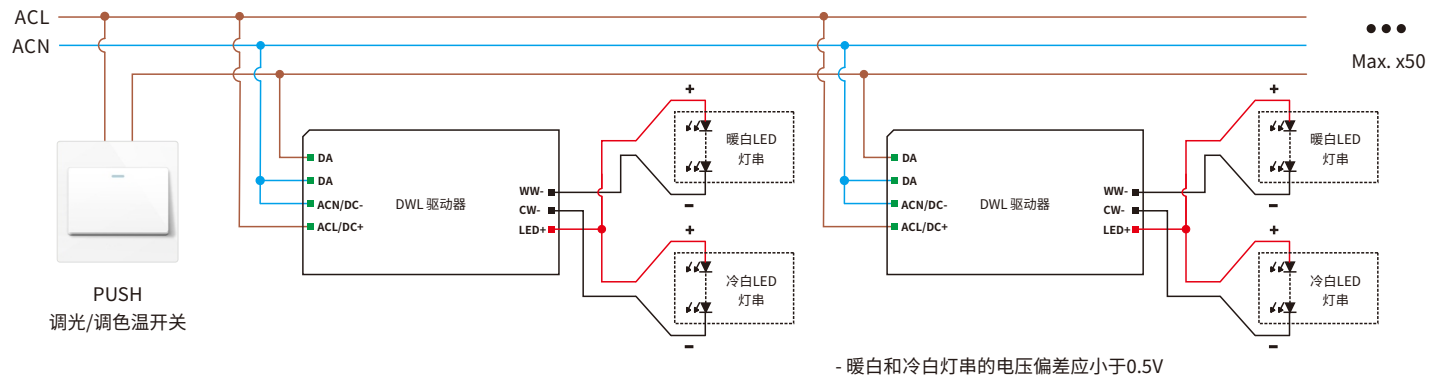 ACL
ACN
•••
Max. x50
PUSH
调光/调色温开关
DA
DA
ACN/DC-
ACL/DC+
DWL 驱动器
WW-
CW-
LED+
+
暖白LED
灯串
-
+
冷白LED
灯串
-
DA
DA
ACN/DC-
ACL/DC+
DWL 驱动器
WW-
CW-
LED+
+
暖白LED
灯串
-
+
冷白LED
灯串
-
- 暖白和冷白灯串的电压偏差应小于0.5V